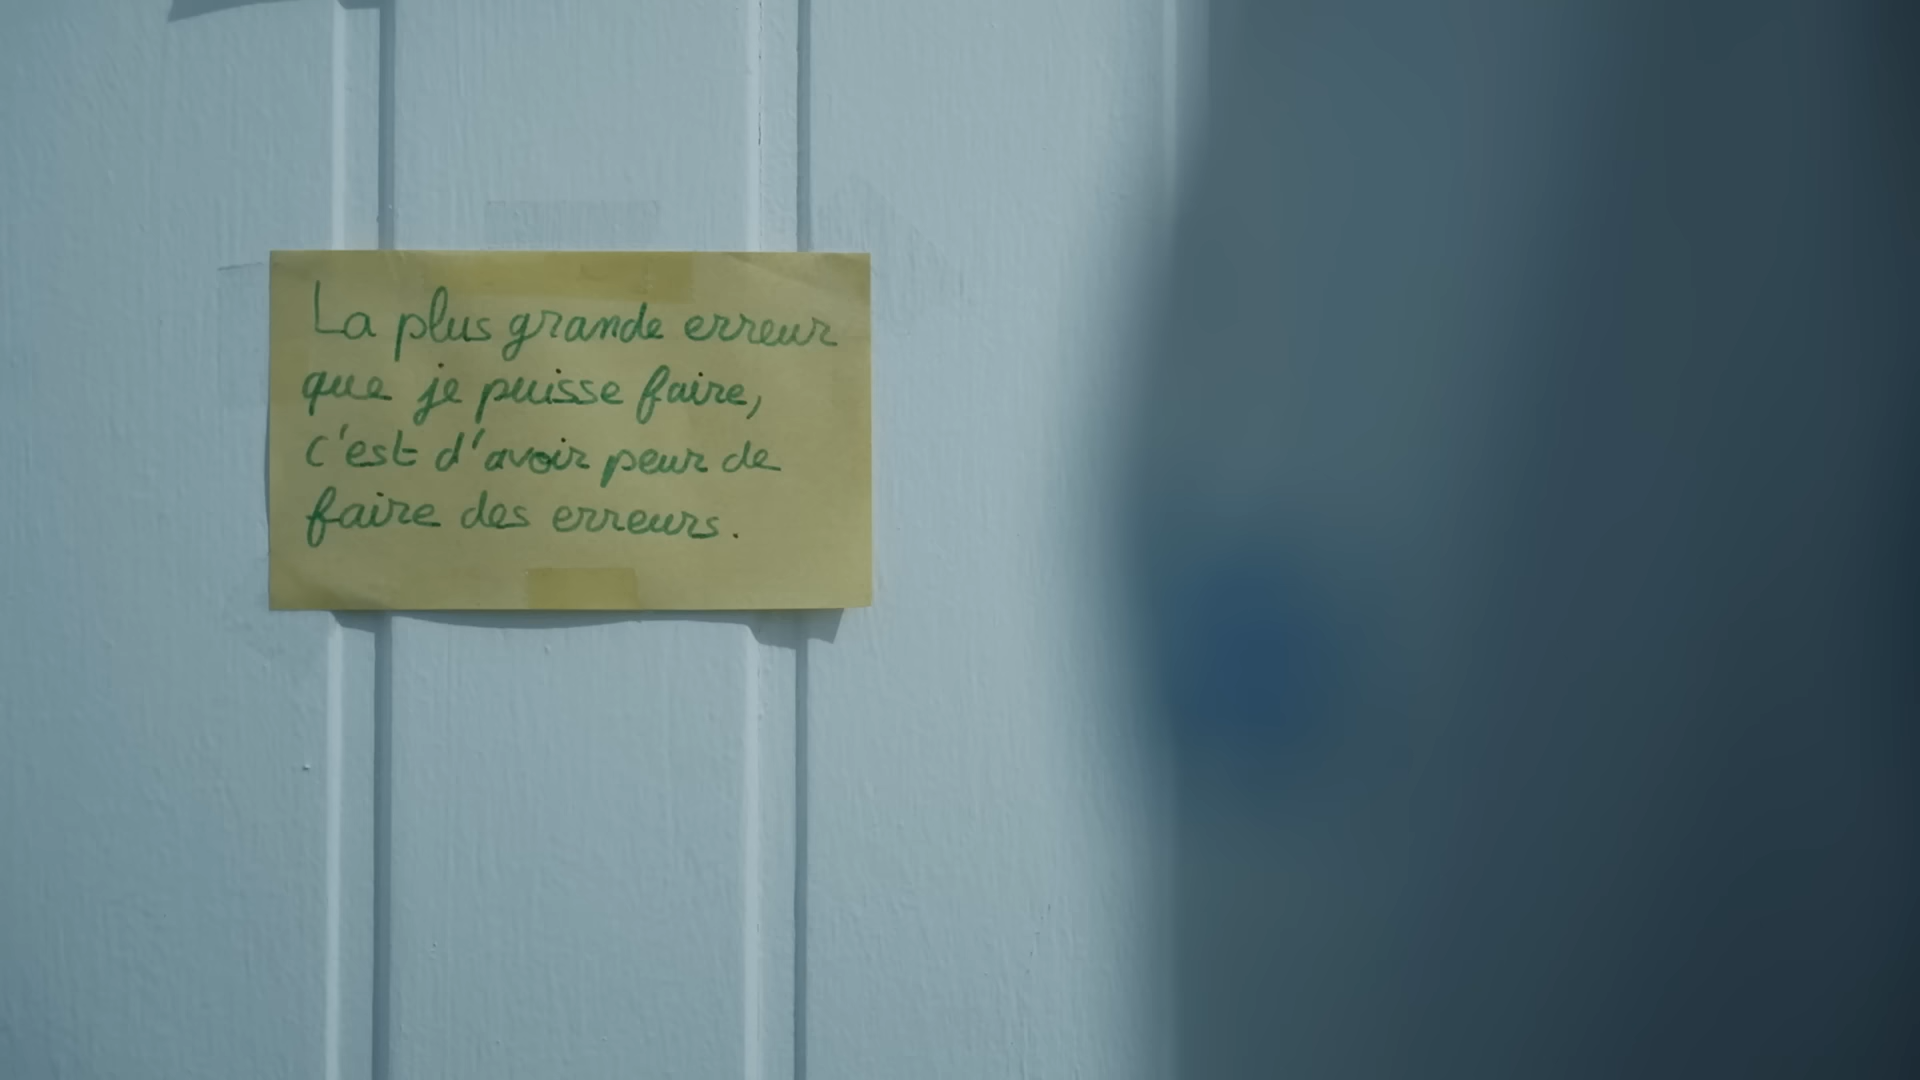 La plus grande erreur
que je puisse faire,
c'est d'avoir peur de
faire des erreurs.